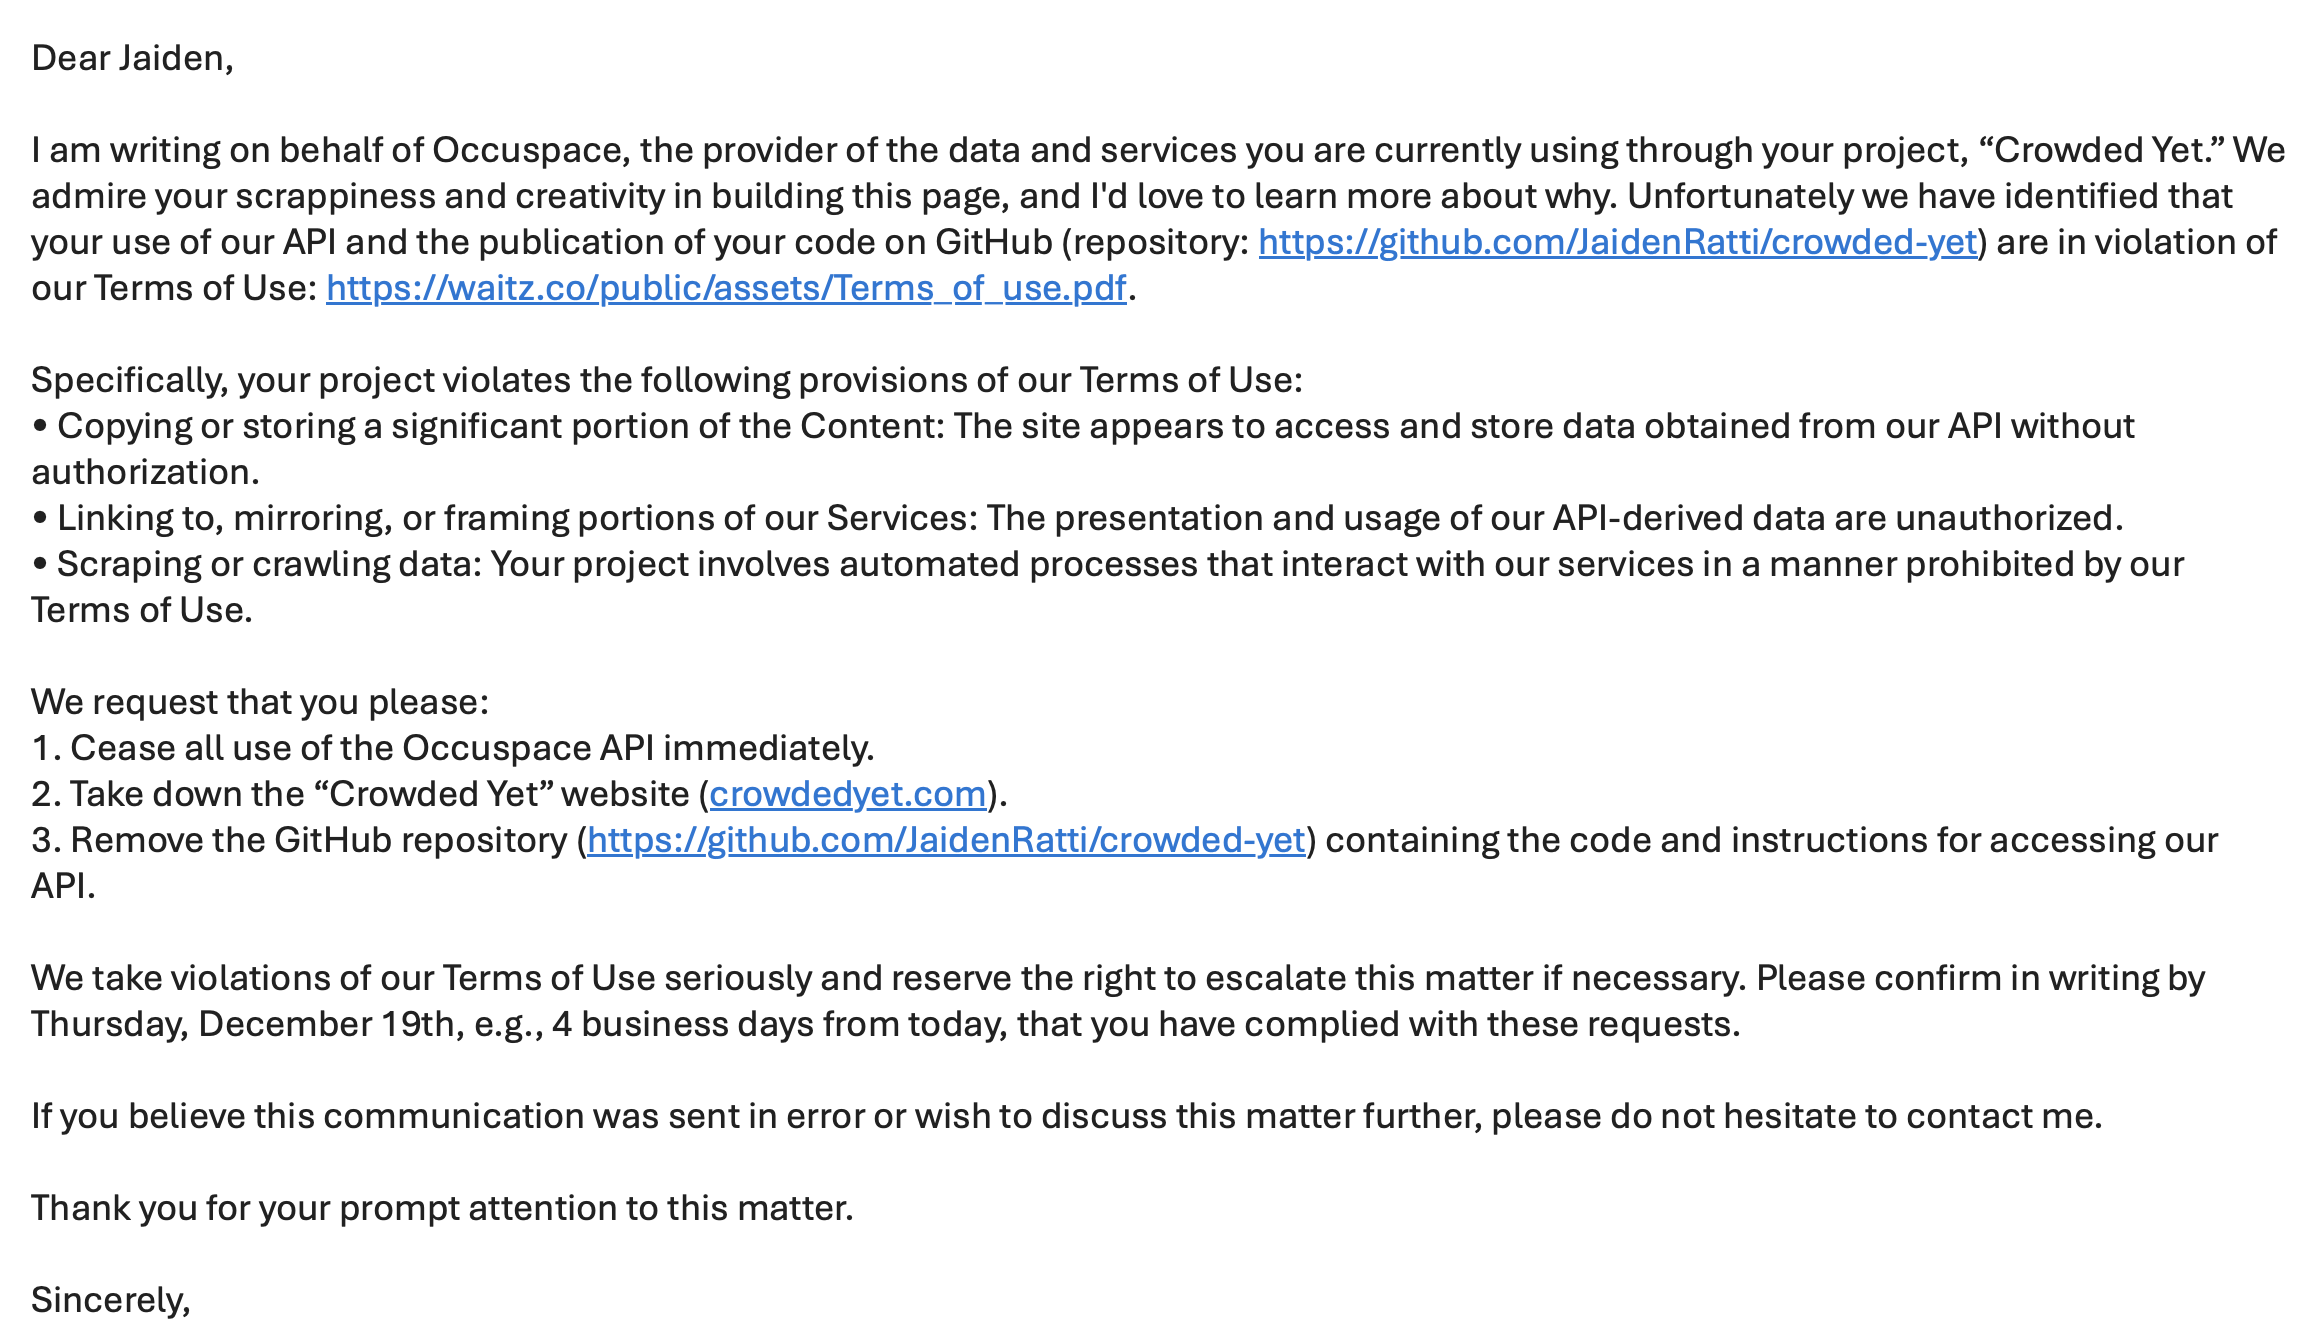 Dear Jaiden,
I am writing on behalf of Occuspace, the provider of the data and services you are currently using through your project, “Crowded Yet.” We
admire your scrappiness and creativity in building this page, and I'd love to learn more about why. Unfortunately we have identified that
your use of our API and the publication of your code on GitHub (repository: https://github.com/JaidenRatti/crowded-yet) are in violation of
our Terms of Use: https://waitz.co/public/assets/Terms_of_use.pdf.
Specifically, your project violates the following provisions of our Terms of Use:
• Copying or storing a significant portion of the Content: The site appears to access and store data obtained from our API without
authorization.
• Linking to, mirroring, or framing portions of our Services: The presentation and usage of our API-derived data are unauthorized.
• Scraping or crawling data: Your project involves automated processes that interact with our services in a manner prohibited by our
Terms of Use.
We request that you please:
1. Cease all use of the Occuspace API immediately.
2. Take down the “Crowded Yet” website (crowdedyet.com).
3. Remove the GitHub repository (https://github.com/JaidenRatti/crowded-yet) containing the code and instructions for accessing our
API.
We take violations of our Terms of Use seriously and reserve the right to escalate this matter if necessary. Please confirm in writing by
Thursday, December 19th, e.g., 4 business days from today, that you have complied with these requests.
If you believe this communication was sent in error or wish to discuss this matter further, please do not hesitate to contact me.
Thank you for your prompt attention to this matter.
Sincerely,